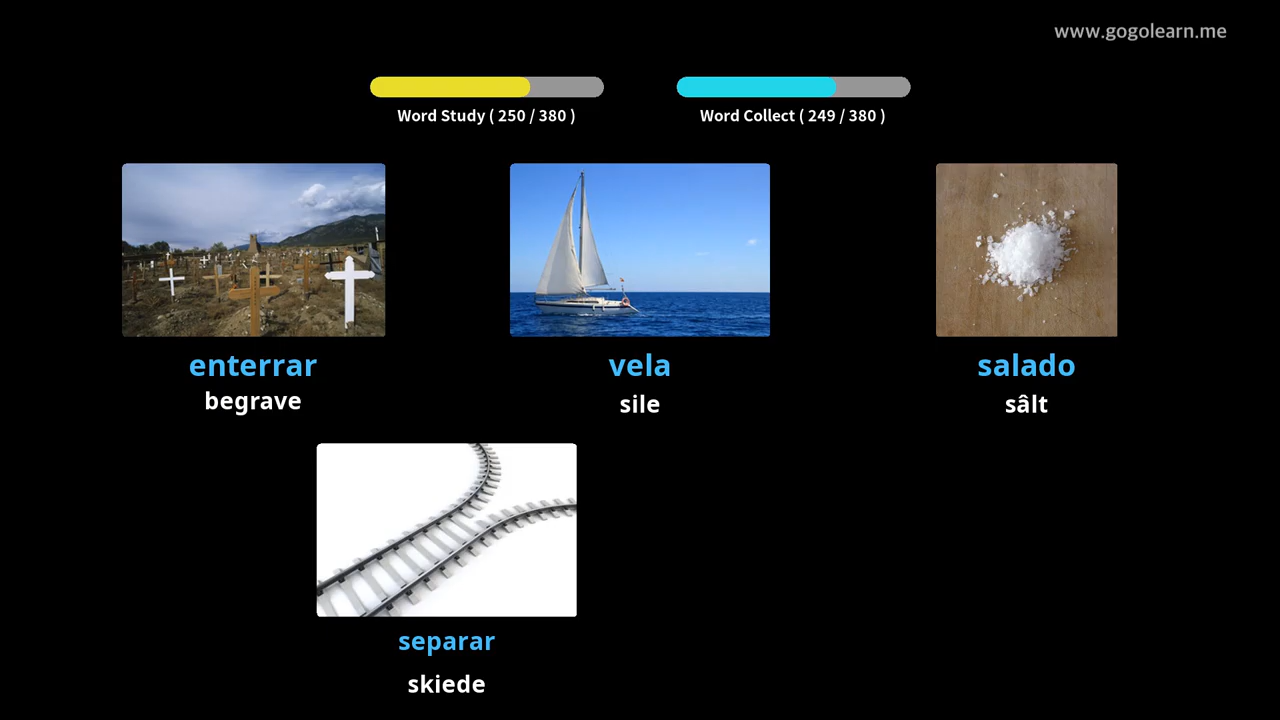 www.gogolearn.me
Word Study ( 250 / 380 )
Word Collect ( 249 / 380 )
enterrar
begrave
vela
sile
salado
sâlt
separar
skiede